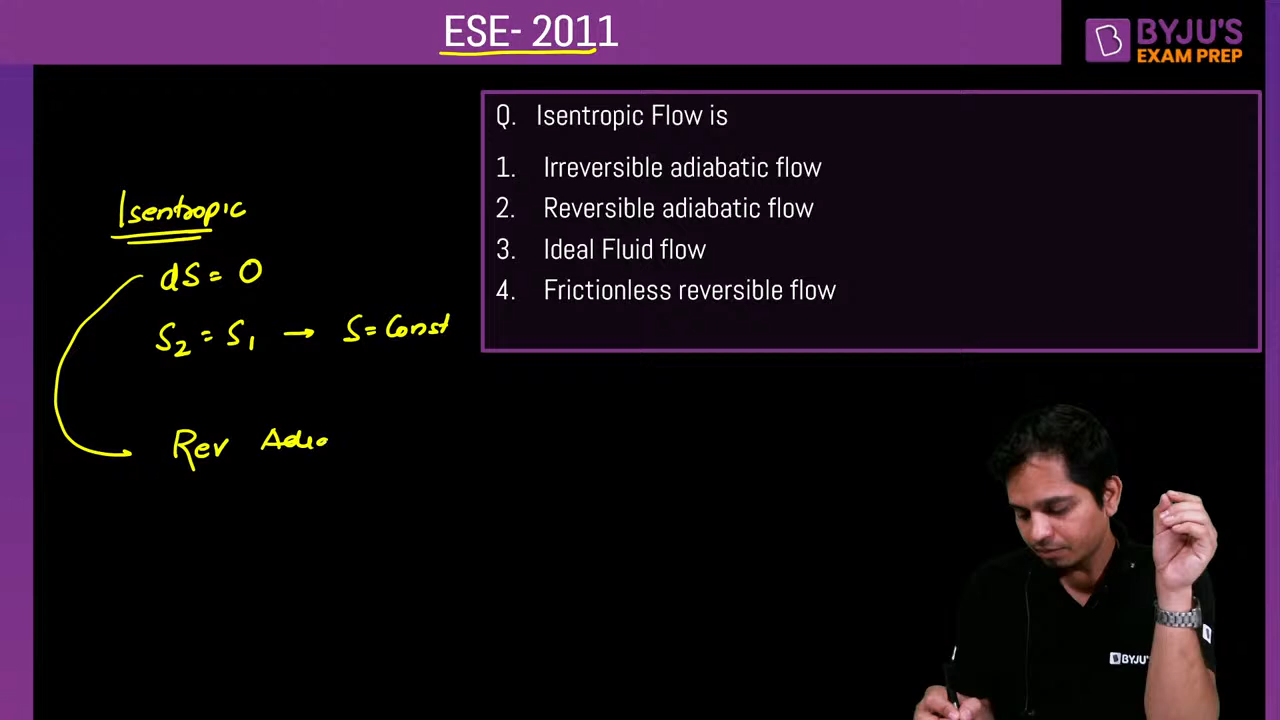 ESE- 2011
BYJU'S
EXAM PREP
Q. Isentropic Flow is
1. Irreversible adiabatic flow
2. Reversible adiabatic flow
3. Ideal Fluid flow
4. Frictionless reversible flow
Isentropic
dS = 0
S2 = S1 → S = Const
Rev Adia
BYJU'